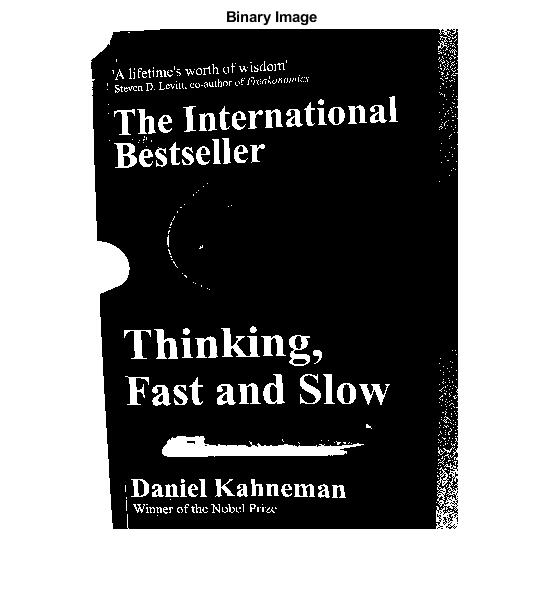 Binary Image
'A lifetime's worth of wisdom'
Steven D. Levitt, co-author of Freakonomics
The International
Bestseller
Thinking,
Fast and Slow
Daniel Kahneman
Winner of the Nobel Prize